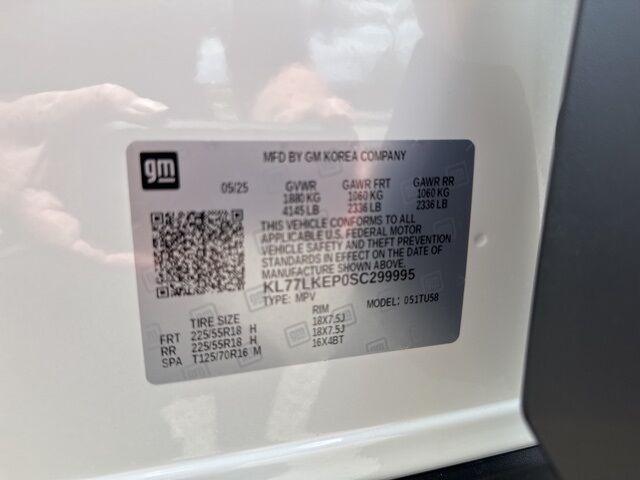 gm
MFD BY GM KOREA COMPANY
05/25 GVWR GAWR FRT GAWR RR
1880 KG 1060 KG 1060 KG
4145 LB 2336 LB 2336 LB
THIS VEHICLE CONFORMS TO ALL
APPLICABLE U.S. FEDERAL MOTOR
VEHICLE SAFETY AND THEFT PREVENTION
STANDARDS IN EFFECT ON THE DATE OF
MANUFACTURE SHOWN ABOVE.
KL77LKEP0SC299995
TYPE: MPV MODEL: 051TU58
TIRE SIZE RIM
FRT 225/55R18 H 18X7.5J
RR 225/55R18 H 18X7.5J
SPA T125/70R16 M 16X4BT